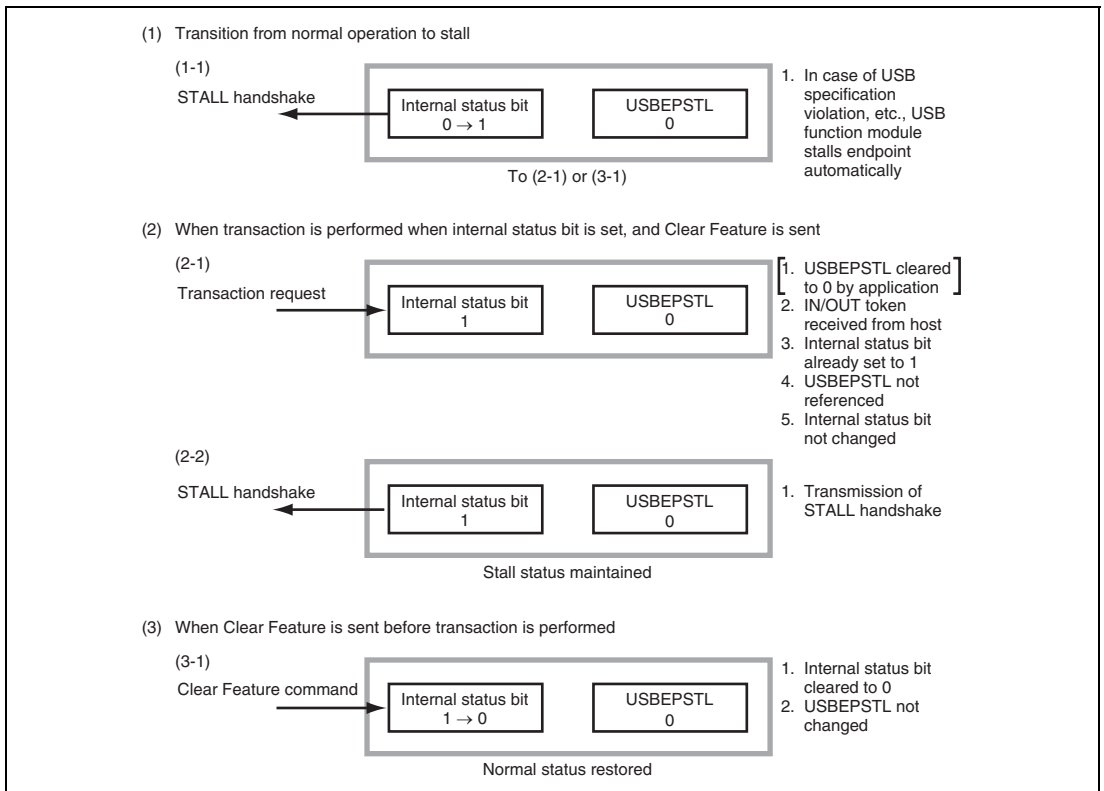 (1) Transition from normal operation to stall
(1-1)
STALL handshake
Internal status bit
0 → 1
USBEPSTL
0
1. In case of USB
specification
violation, etc., USB
function module
stalls endpoint
automatically
To (2-1) or (3-1)
(2) When transaction is performed when internal status bit is set, and Clear Feature is sent
(2-1)
Transaction request
Internal status bit
1
USBEPSTL
0
[1. USBEPSTL cleared
to 0 by application]
2. IN/OUT token
received from host
3. Internal status bit
already set to 1
4. USBEPSTL not
referenced
5. Internal status bit
not changed
(2-2)
STALL handshake
Internal status bit
1
USBEPSTL
0
1. Transmission of
STALL handshake
Stall status maintained
(3) When Clear Feature is sent before transaction is performed
(3-1)
Clear Feature command
Internal status bit
1 → 0
USBEPSTL
0
1. Internal status bit
cleared to 0
2. USBEPSTL not
changed
Normal status restored